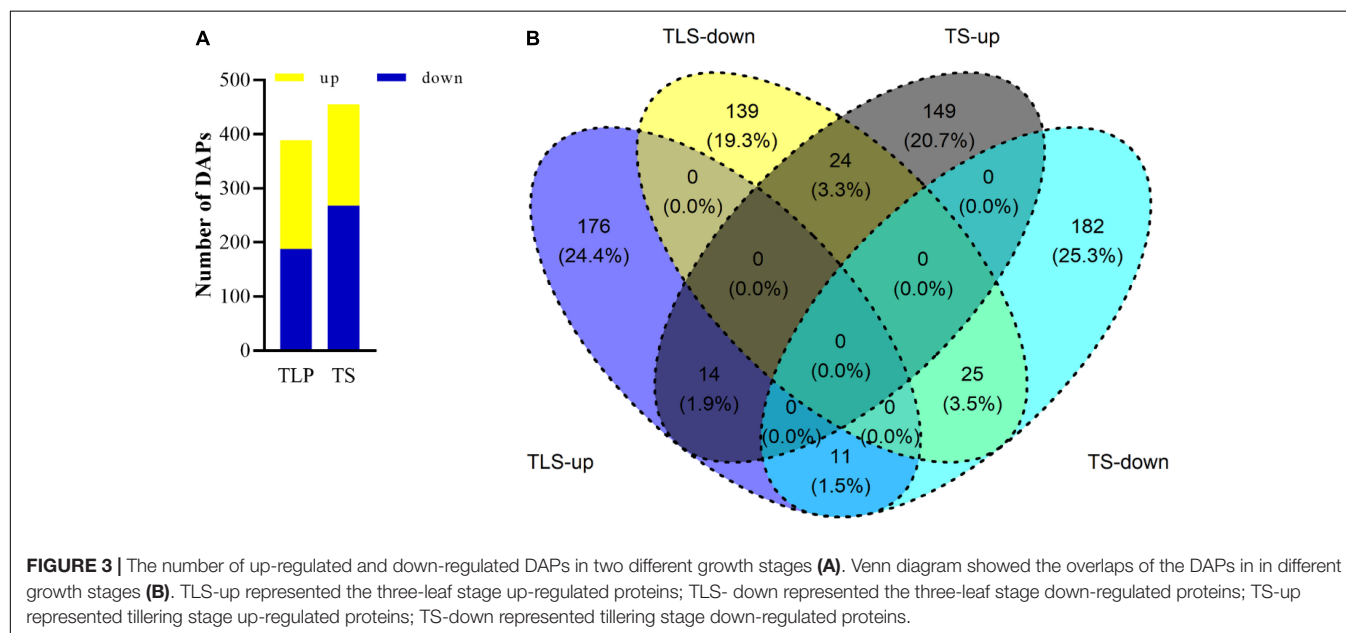 A
up
down
Number of DAPs
500
400
300
200
100
0
TLP
TS
B
TLS-down
TS-up
139
(19.3%)
149
(20.7%)
24
(3.3%)
0
(0.0%)
0
(0.0%)
176
(24.4%)
182
(25.3%)
0
(0.0%)
0
(0.0%)
0
(0.0%)
14
(1.9%)
25
(3.5%)
0
(0.0%)
0
(0.0%)
11
(1.5%)
TLS-up
TS-down
FIGURE 3 | The number of up-regulated and down-regulated DAPs in two different growth stages (A). Venn diagram showed the overlaps of the DAPs in in different
growth stages (B). TLS-up represented the three-leaf stage up-regulated proteins; TLS- down represented the three-leaf stage down-regulated proteins; TS-up
represented tillering stage up-regulated proteins; TS-down represented tillering stage down-regulated proteins.